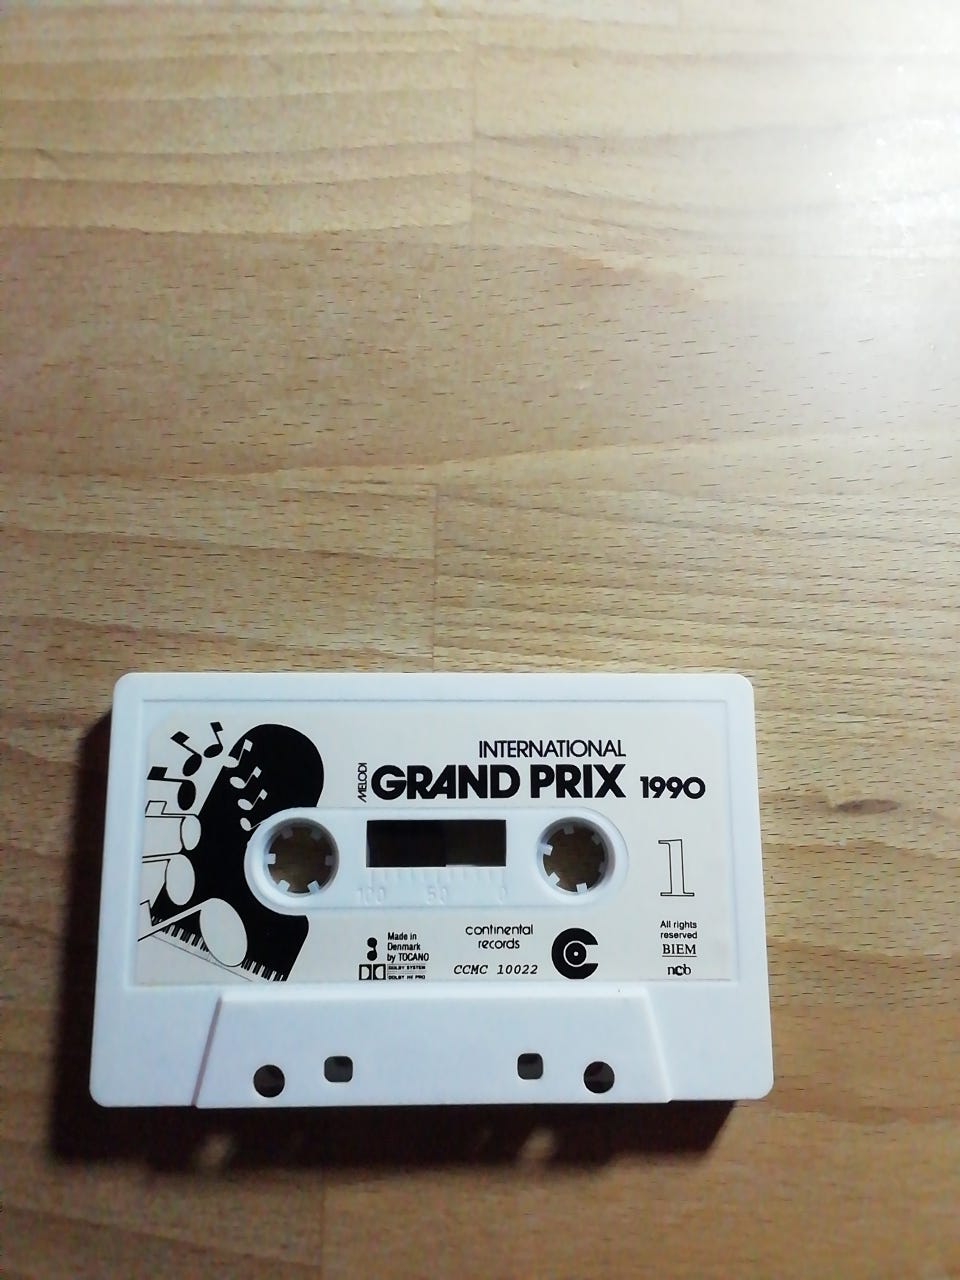 INTERNATIONAL
MELODI
GRAND PRIX 1990
1
100 50 0
Made in
Denmark
by TOCANO
DOLBY SYSTEM
DOLBY HX PRO
continental
records
CCMC 10022
All rights
reserved
BIEM
ncb